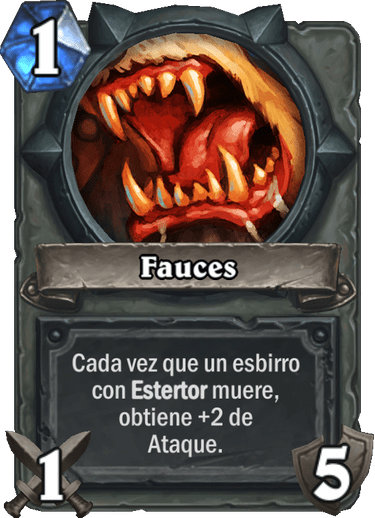 1
Fauces
Cada vez que un esbirro
con Estertor muere,
obtiene +2 de
Ataque.
1
5